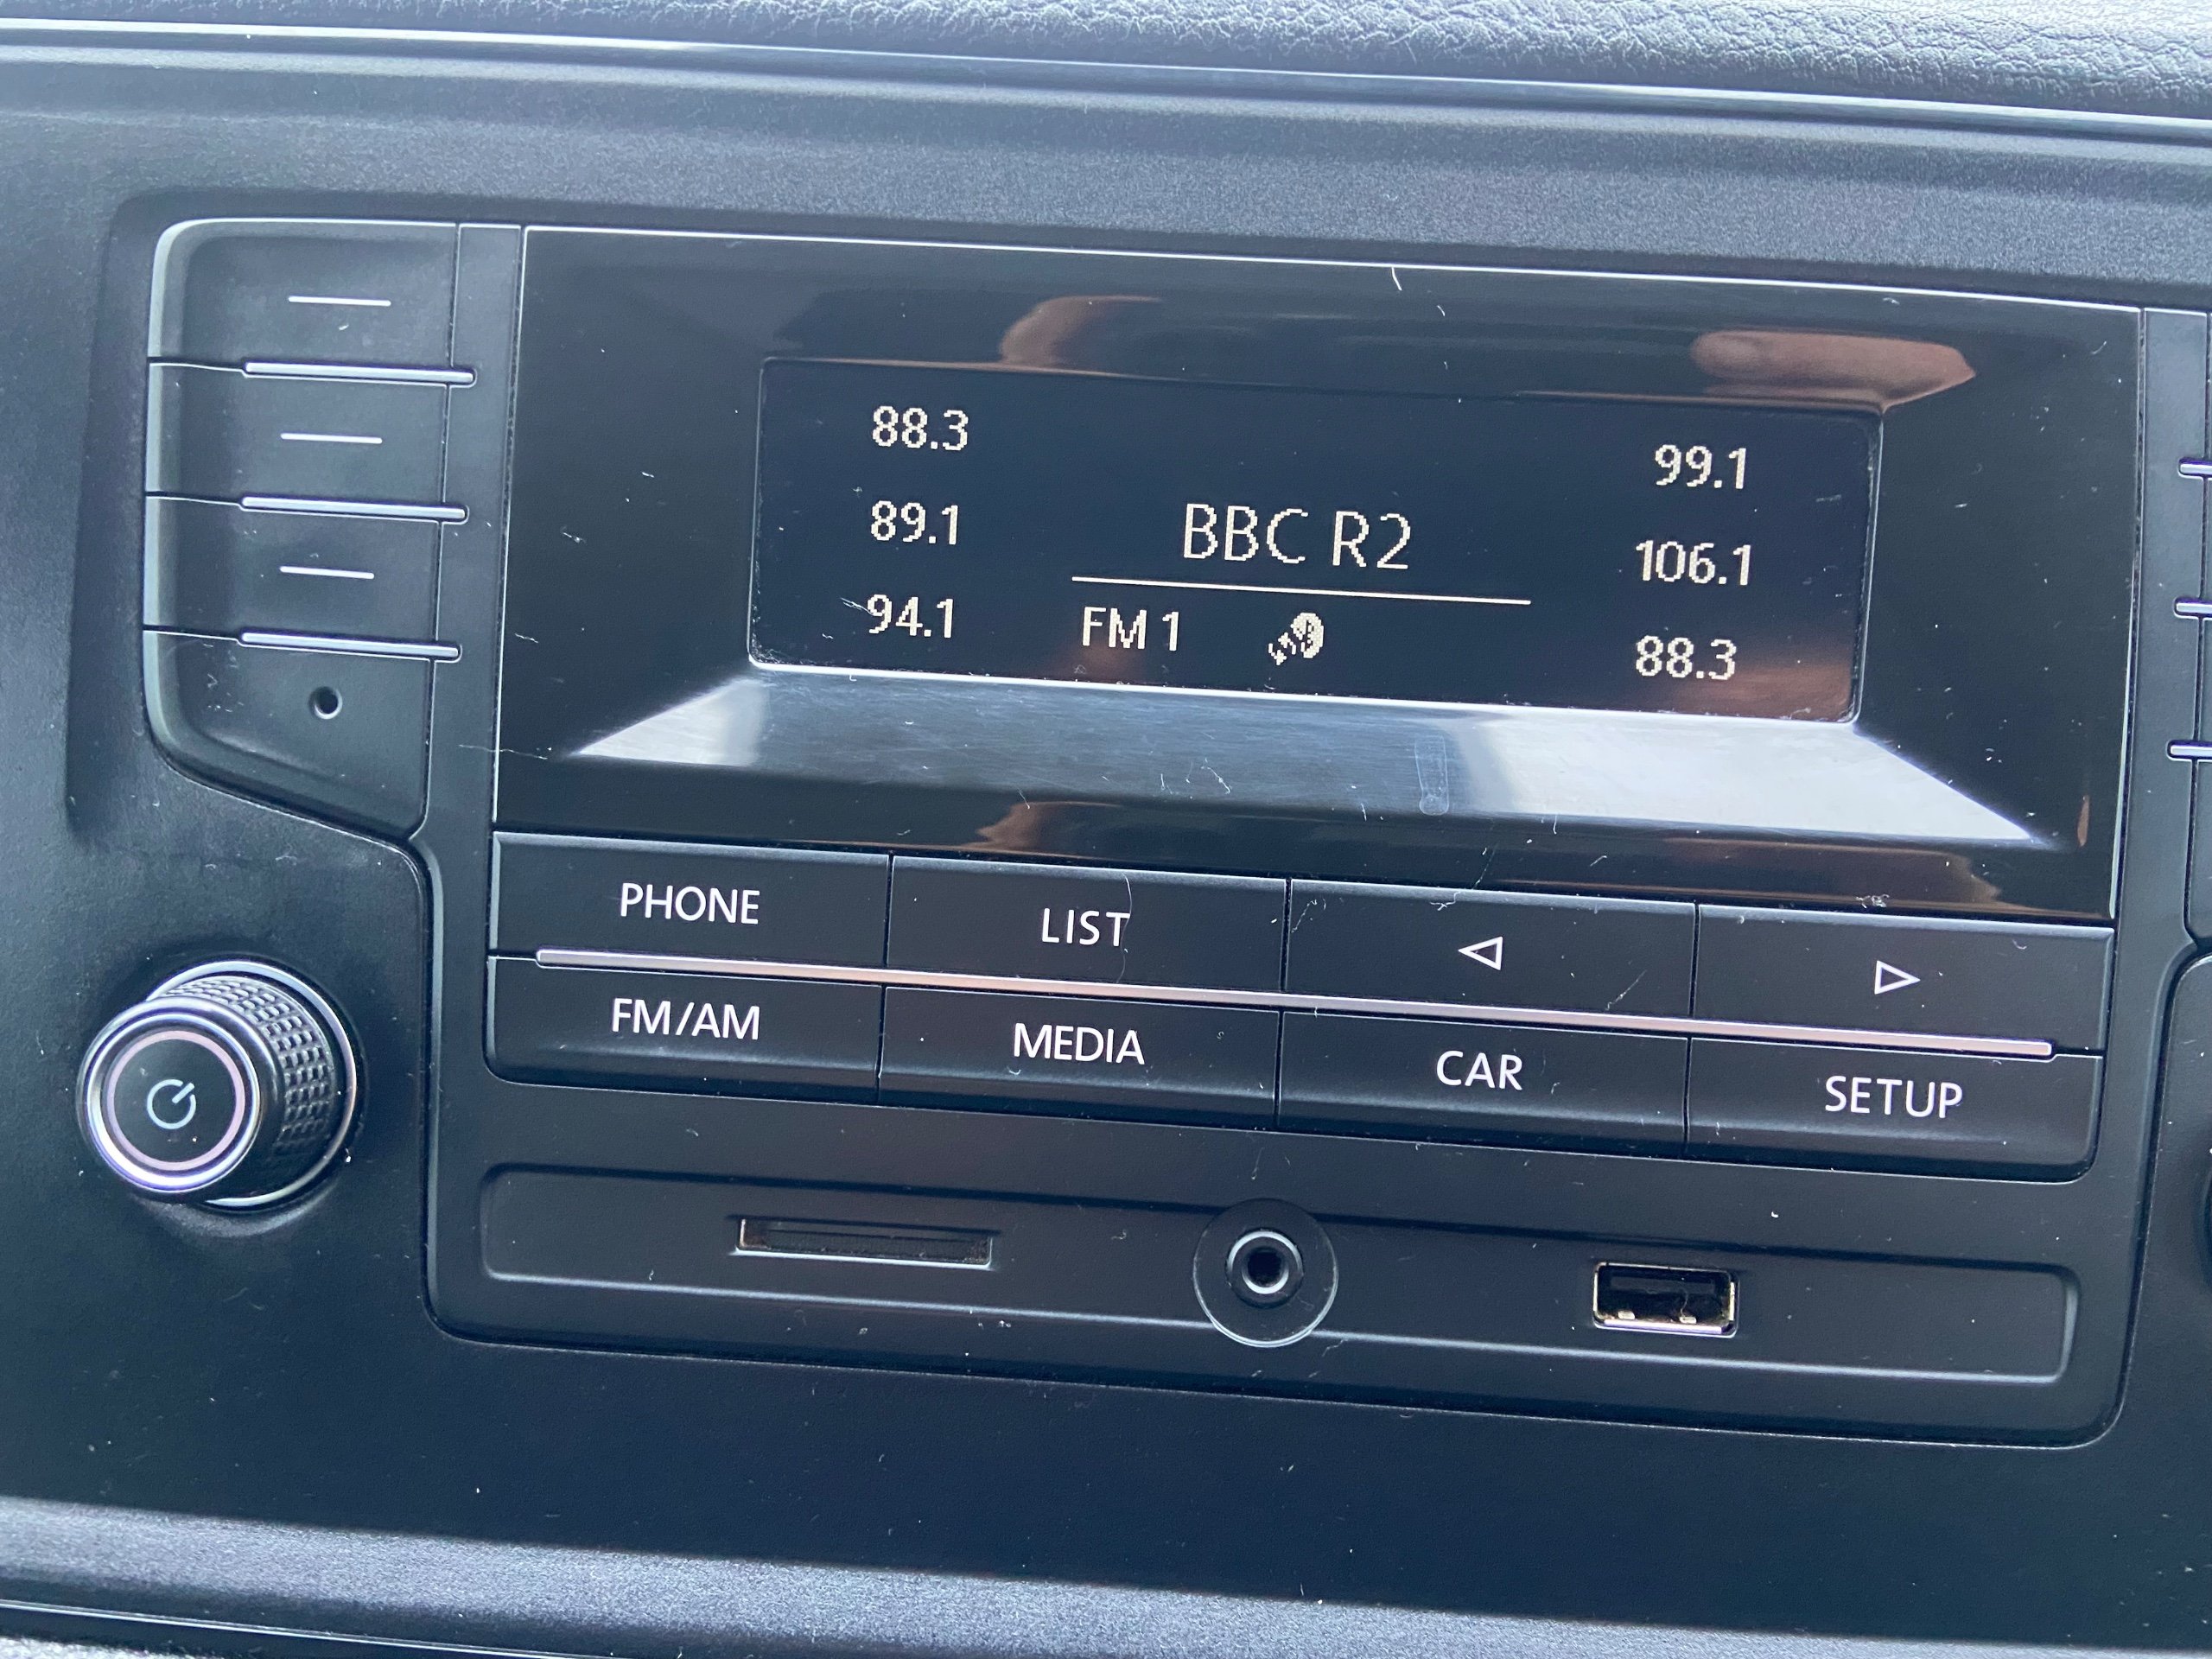 88.3
99.1
89.1
BBC R2
106.1
94.1
FM 1
88.3
PHONE
LIST
FM/AM
MEDIA
CAR
SETUP